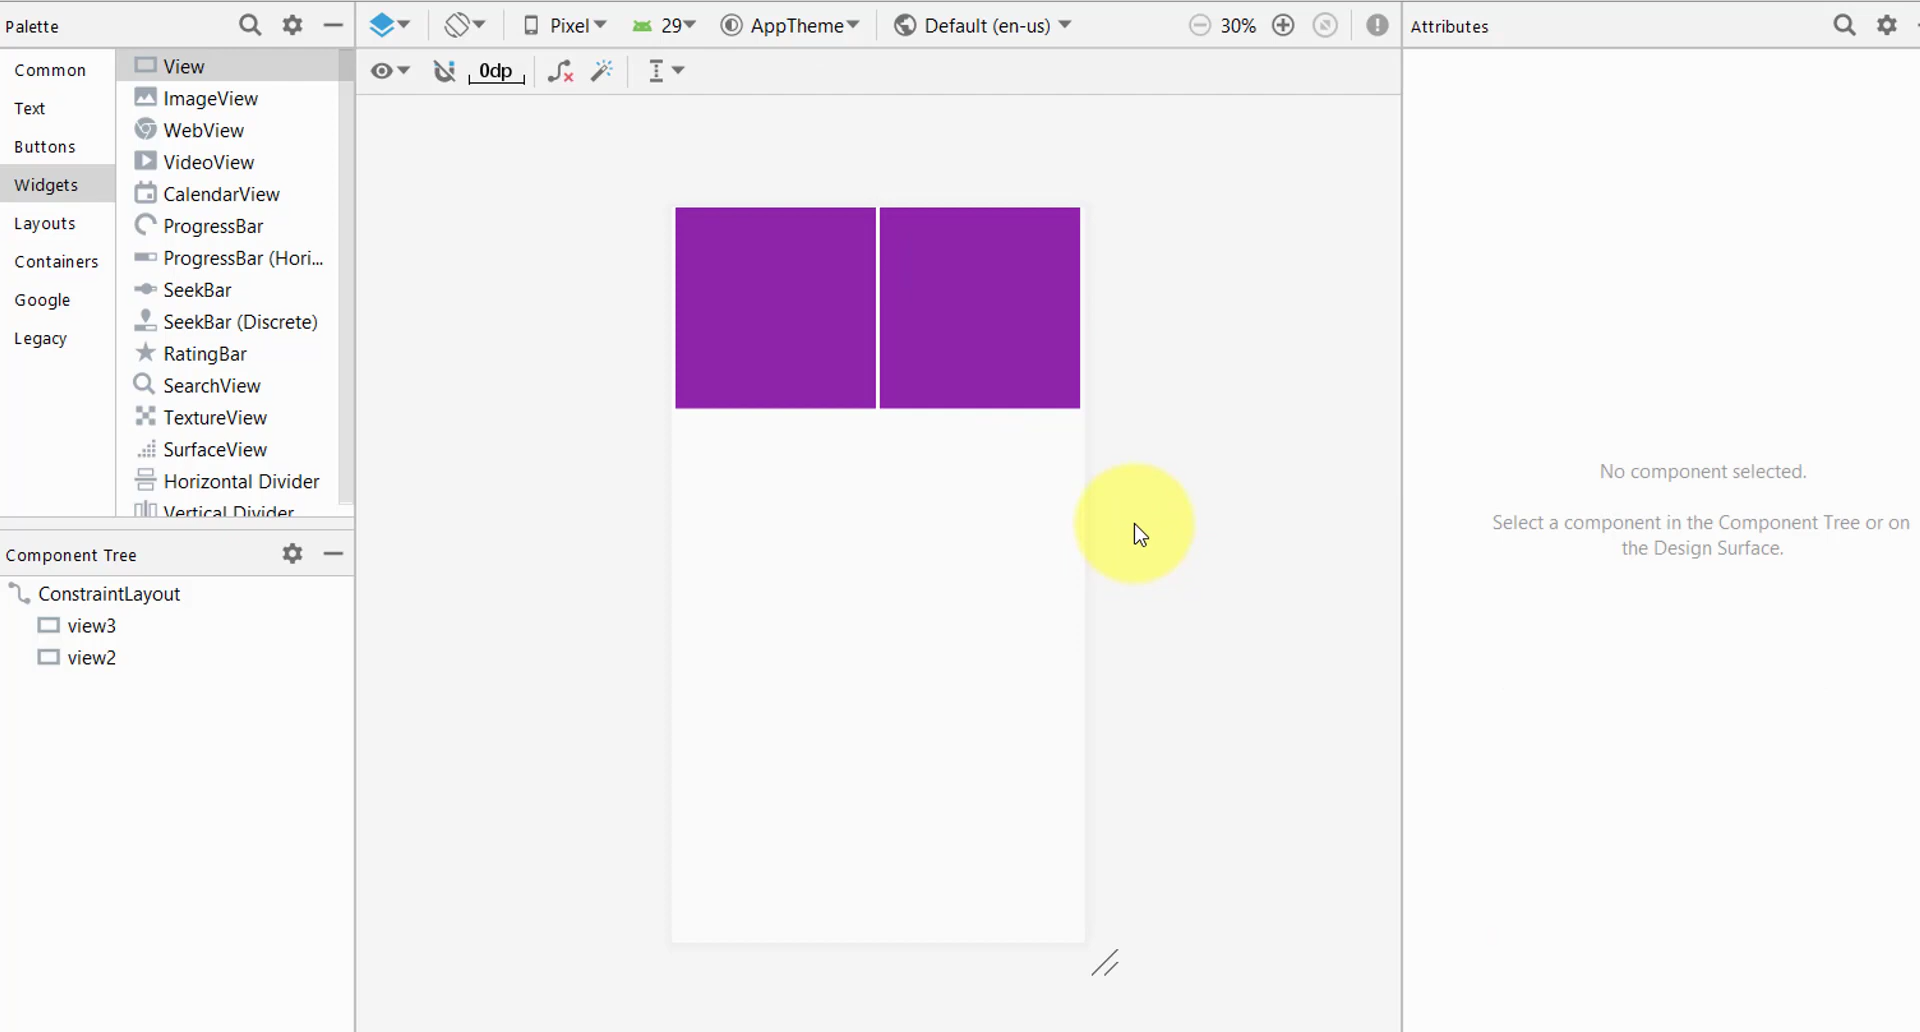 Palette
Pixel
29
AppTheme
Default (en-us)
30%
Attributes
0dp
Common
Text
Buttons
Widgets
Layouts
Containers
Google
Legacy
View
ImageView
WebView
VideoView
CalendarView
ProgressBar
ProgressBar (Hori...
SeekBar
SeekBar (Discrete)
RatingBar
SearchView
TextureView
SurfaceView
Horizontal Divider
Vertical Divider
Component Tree
ConstraintLayout
view3
view2
No component selected.
Select a component in the Component Tree or on
the Design Surface.